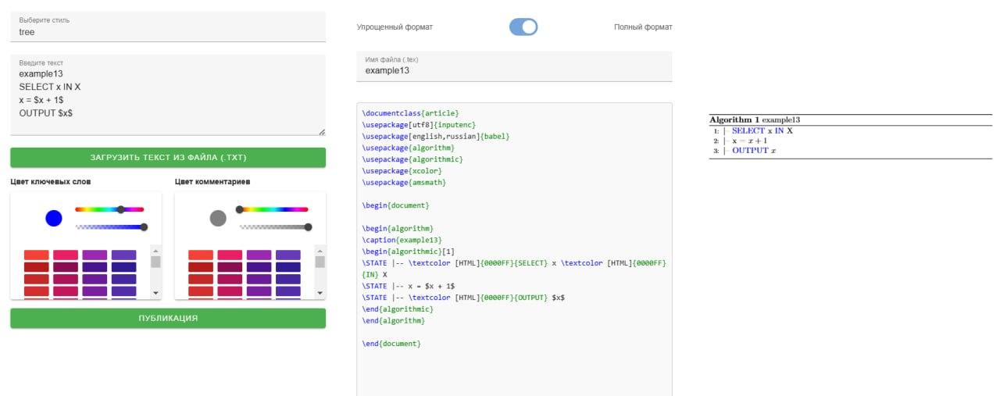 Выберите стиль
tree
Введите текст
example13
SELECT x IN X
x = $x + 1$
OUTPUT $x$
ЗАГРУЗИТЬ ТЕКСТ ИЗ ФАЙЛА (.TXT)
Цвет ключевых слов
Цвет комментариев
ПУБЛИКАЦИЯ
Упрощенный формат
Полный формат
Имя файла (.tex)
example13
\documentclass{article}
\usepackage[utf8]{inputenc}
\usepackage[english,russian]{babel}
\usepackage{algorithm}
\usepackage{algorithmic}
\usepackage{xcolor}
\usepackage{amsmath}
\begin{document}
\begin{algorithm}
\caption{example13}
\begin{algorithmic}[1]
\STATE |-- \textcolor [HTML]{0000FF}{SELECT} x \textcolor [HTML]{0000FF}
{IN} X
\STATE |-- x = $x + 1$
\STATE |-- \textcolor [HTML]{0000FF}{OUTPUT} $x$
\end{algorithmic}
\end{algorithm}
\end{document}
Algorithm 1 example13
1: |– SELECT x IN X
2: |– x = x + 1
3: |– OUTPUT x